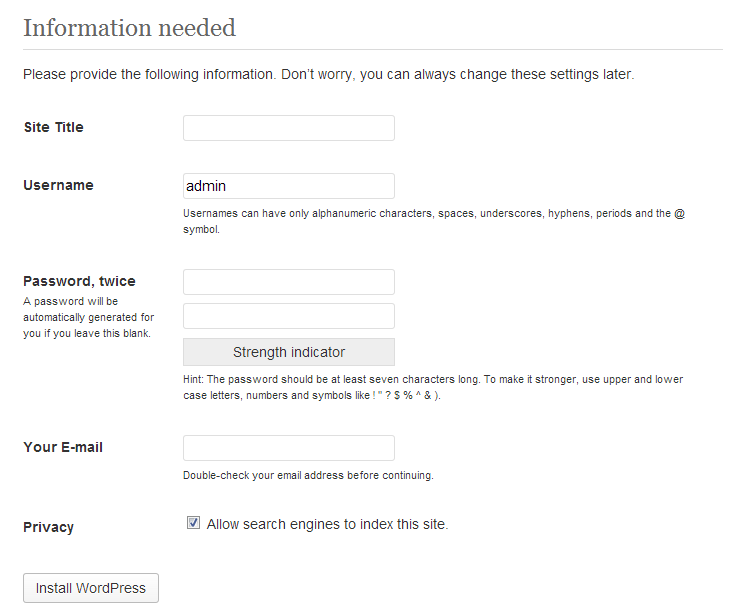 Information needed
Please provide the following information. Don't worry, you can always change these settings later.
Site Title
Username
admin
Usernames can have only alphanumeric characters, spaces, underscores, hyphens, periods and the @
symbol.
Password, twice
A password will be
automatically generated for
you if you leave this blank.
Strength indicator
Hint: The password should be at least seven characters long. To make it stronger, use upper and lower
case letters, numbers and symbols like ! " ? $ % ^ & ).
Your E-mail
Double-check your email address before continuing.
Privacy
Allow search engines to index this site.
Install WordPress